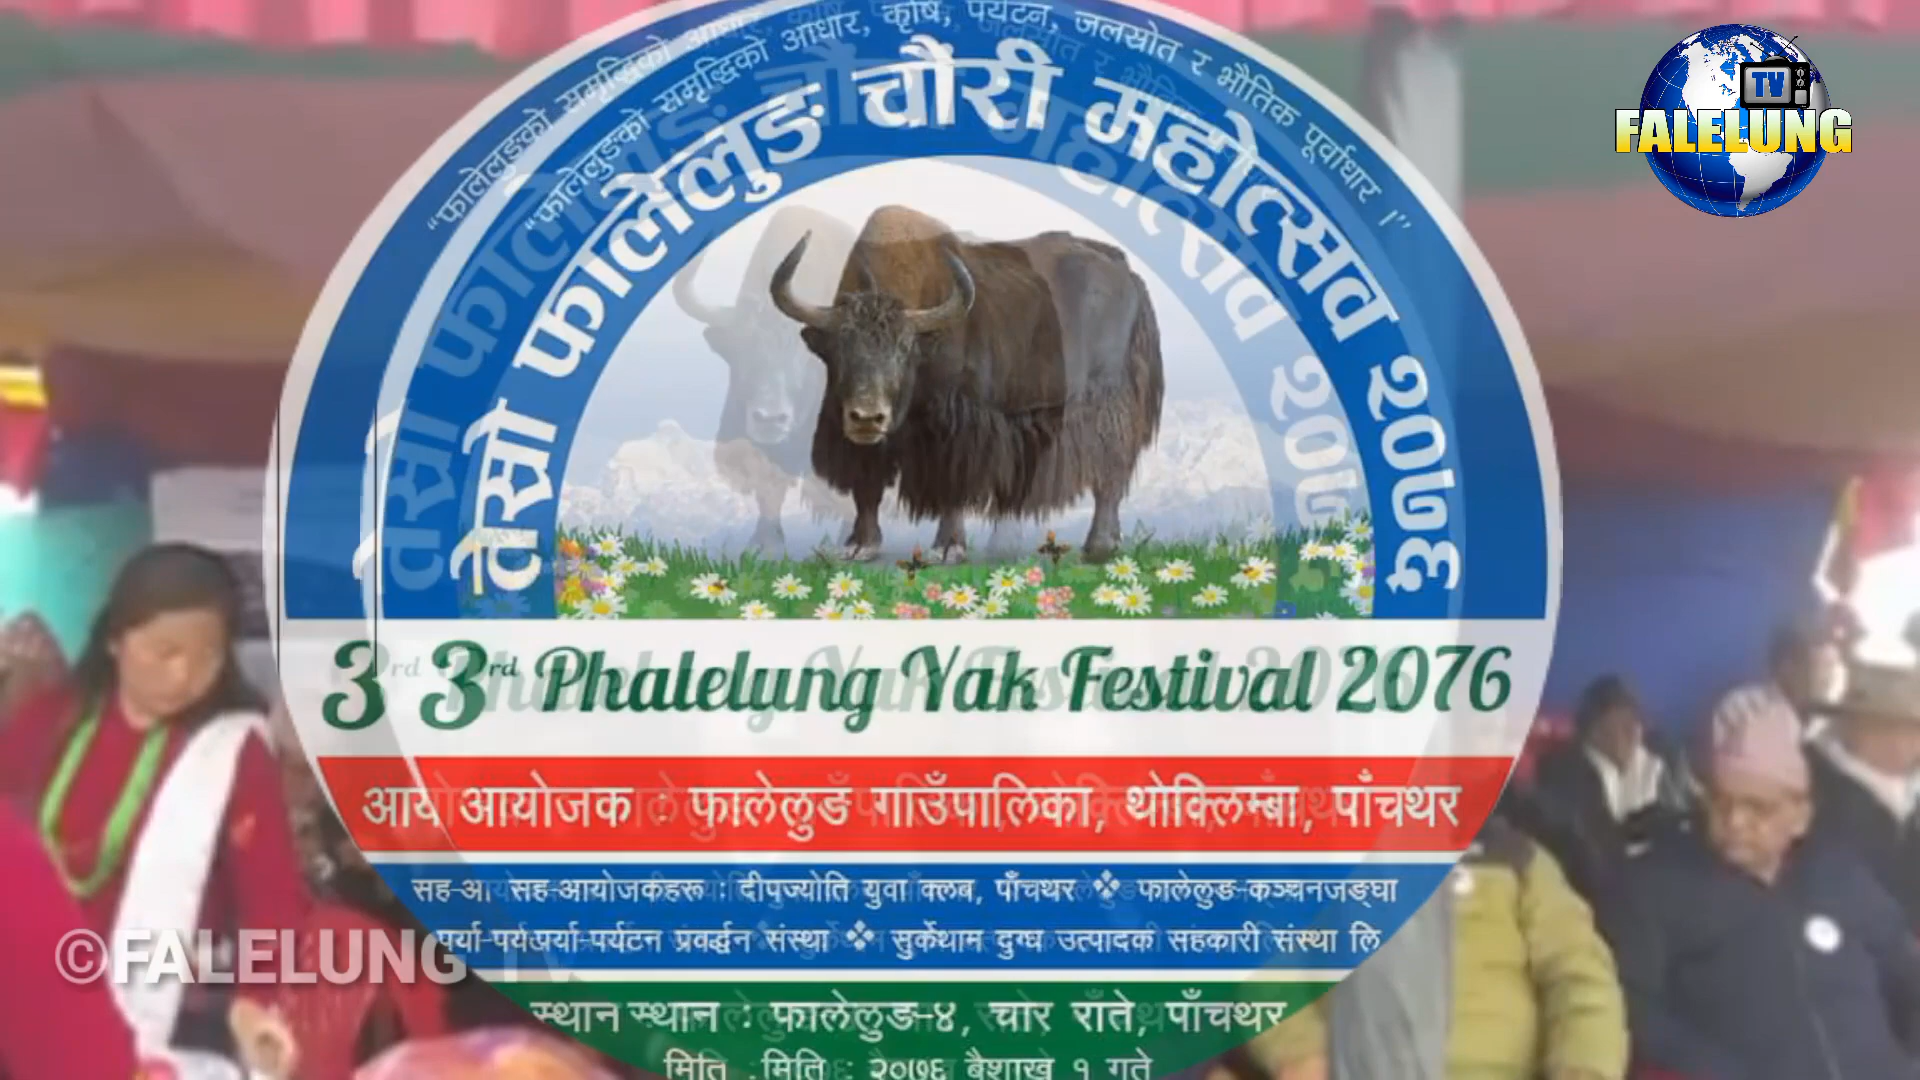 “फालेलुङको समृद्धिको आधार, कृषि, पर्यटन, जलस्रोत र भौतिक पूर्वाधार ।”
तेस्रो फालेलुङ चौंरी महोत्सव २०७६
TV
FALELUNG
3rd Phalelung Yak Festival 2076
आयोजक : फालेलुङ गाउँपालिका, थोक्लिम्बा, पाँचथर
सह-आयोजकहरू : दीपज्योति युवा क्लब, पाँचथर ❖ फालेलुङ-कञ्चनजङ्घा
पर्या-पर्यटन प्रवर्द्धन संस्था ❖ सुर्केथाम दुग्ध उत्पादक सहकारी संस्था लि
©FALELUNG TV
स्थान : फालेलुङ-४, चार राँते, पाँचथर
मिति : २०७६ बैशाख १ गते